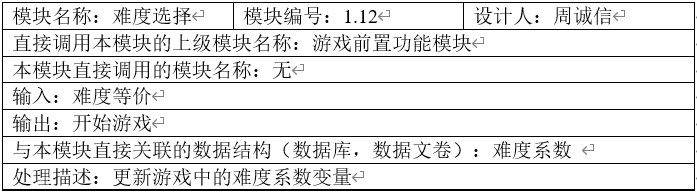 模块名称：难度选择 模块编号：1.12 设计人：周诚信
直接调用本模块的上级模块名称：游戏前置功能模块
本模块直接调用的模块名称：无
输入：难度等价
输出：开始游戏
与本模块直接关联的数据结构（数据库，数据文卷）：难度系数
处理描述：更新游戏中的难度系数变量